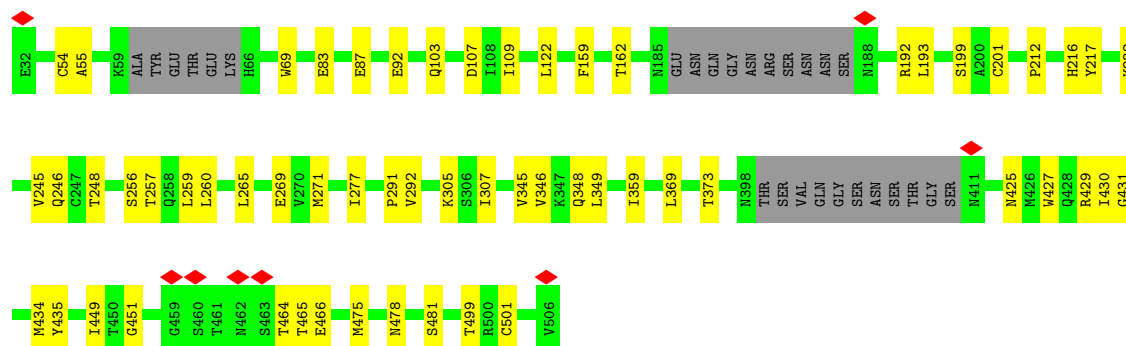 E32 C54 A55 K59 ALA TYR GLU THR GLU LYS H66 W69 E83 E87 E92 Q103 D107 I108 I109 L122 F159 T162 N185 GLU ASN GLN GLY ASN ARG SER ASN ASN SER N188 R192 L193 S199 A200 C201 P212 H216 Y217
V245 Q246 C247 T248 S256 T257 Q258 L259 L260 L265 E269 V270 M271 I277 P291 V292 K305 S306 I307 V345 V346 K347 Q348 L349 I359 L369 T373 N398 THR SER VAL GLN GLY SER ASN SER THR GLY SER N411 N425 M426 W427 Q428 R429 I430 G431
M434 Y435 I449 T450 G451 G459 S460 T461 N462 S463 T464 T465 E466 M475 N478 S481 T499 R500 C501 V506